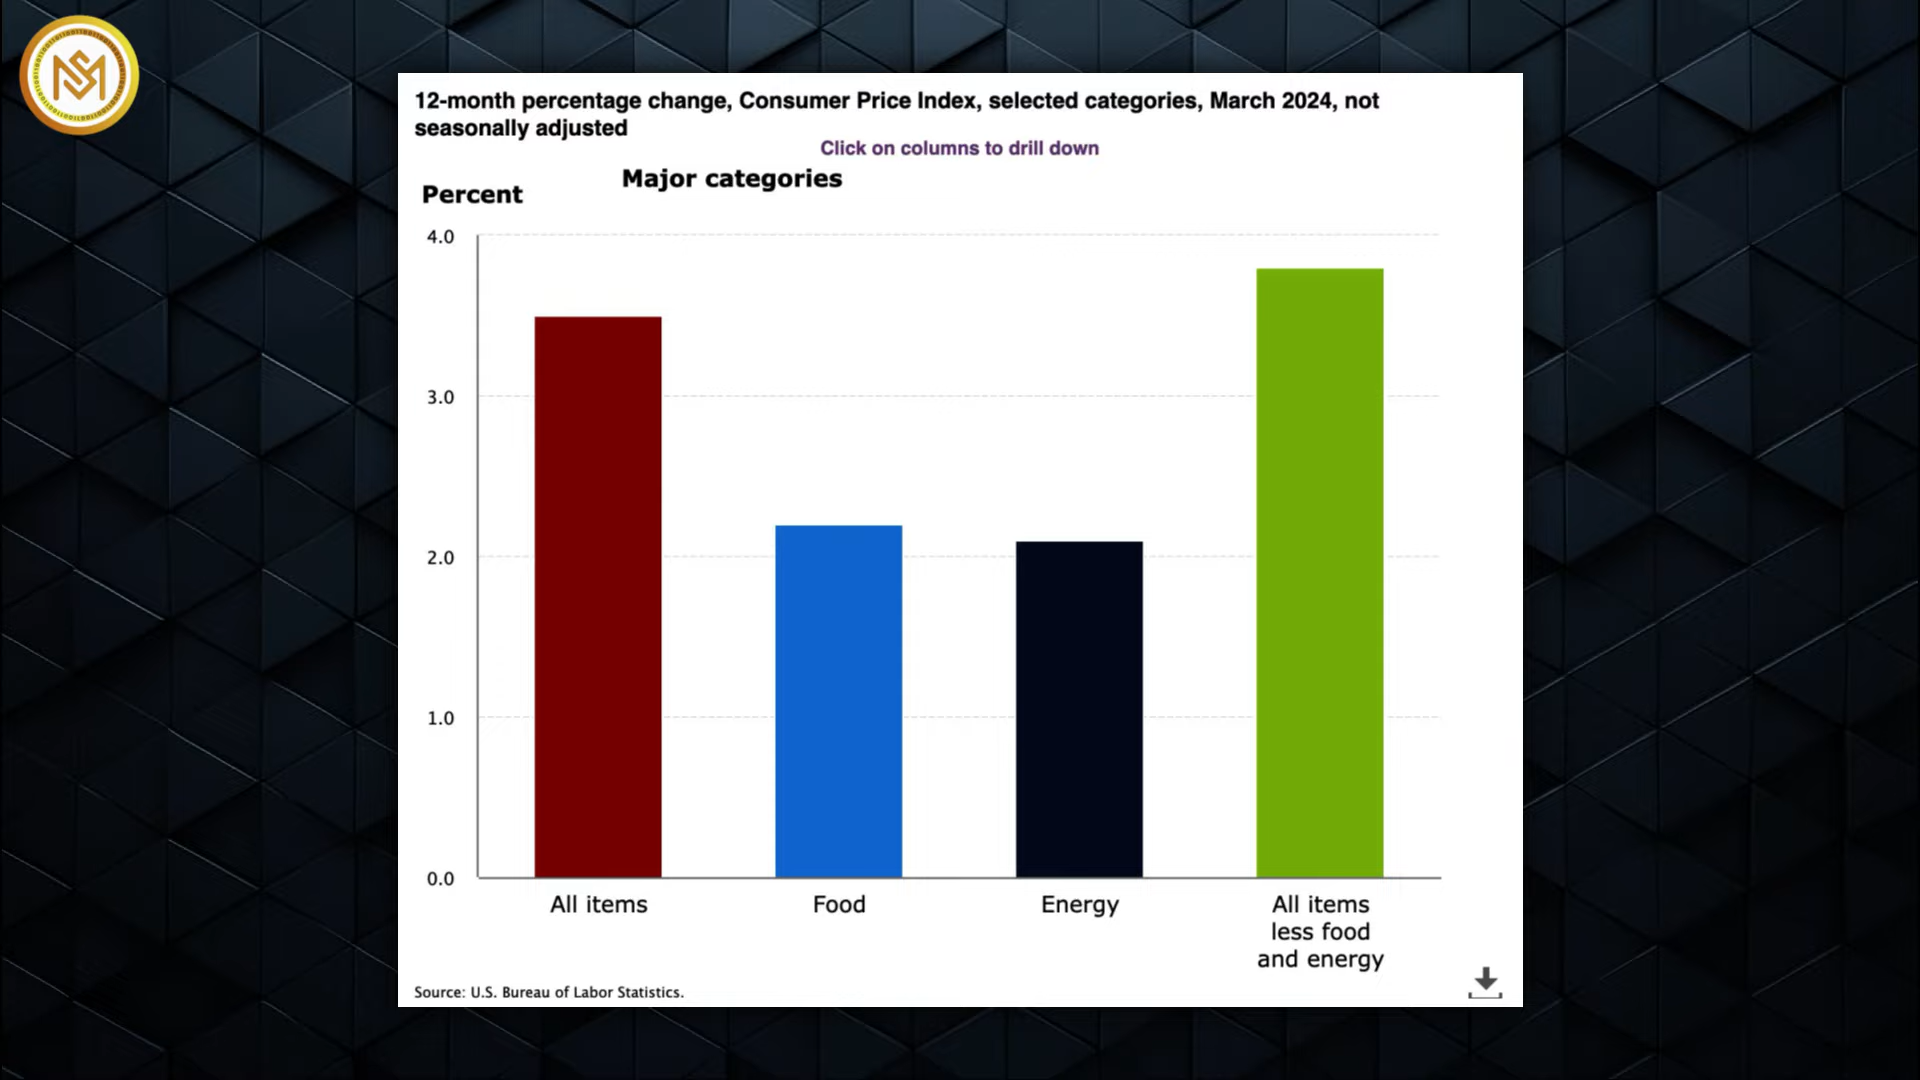 12-month percentage change, Consumer Price Index, selected categories, March 2024, not
seasonally adjusted
Click on columns to drill down
Major categories
Percent
4.0
3.0
2.0
1.0
0.0
All items
Food
Energy
All items
less food
and energy
Source: U.S. Bureau of Labor Statistics.